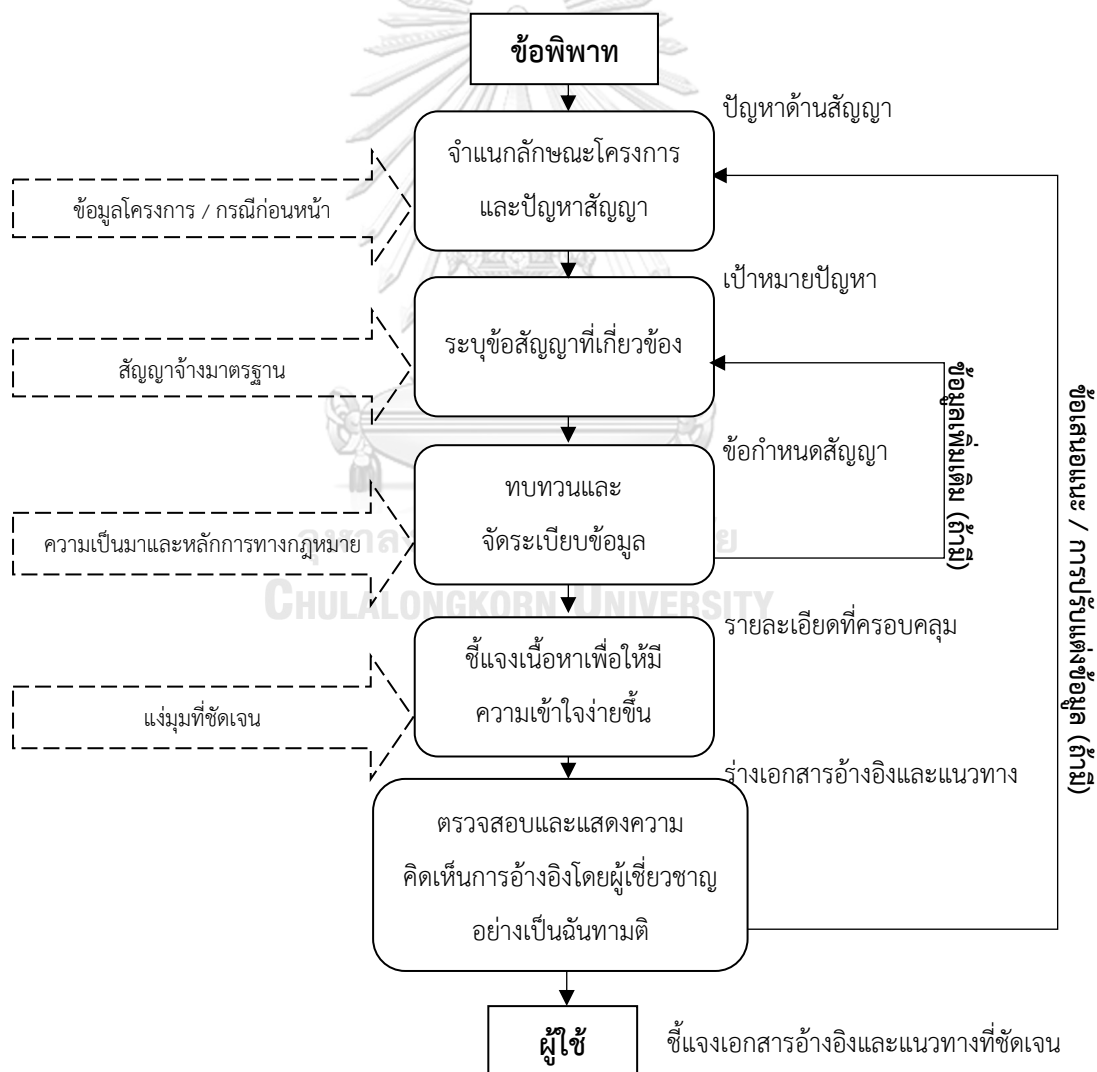 ข้อพิพาท
ปัญหาด้านสัญญา
จำแนกลักษณะโครงการ
และปัญหาสัญญา
ข้อมูลโครงการ / กรณีก่อนหน้า
เป้าหมายปัญหา
ระบุข้อสัญญาที่เกี่ยวข้อง
สัญญาจ้างมาตรฐาน
ข้อมูลเพิ่มเติม (ถ้ามี)
ข้อเสนอแนะ / การปรับแต่งข้อมูล (ถ้ามี)
ข้อกำหนดสัญญา
ทบทวนและ
จัดระเบียบข้อมูล
ความเป็นมาและหลักการทางกฎหมาย
CHULALONGKORN UNIVERSITY
รายละเอียดที่ครอบคลุม
ชี้แจงเนื้อหาเพื่อให้มี
ความเข้าใจง่ายขึ้น
แง่มุมที่ชัดเจน
ร่างเอกสารอ้างอิงและแนวทาง
ตรวจสอบและแสดงความ
คิดเห็นการอ้างอิงโดยผู้เชี่ยวชาญ
อย่างเป็นฉันทามติ
ผู้ใช้
ชี้แจงเอกสารอ้างอิงและแนวทางที่ชัดเจน